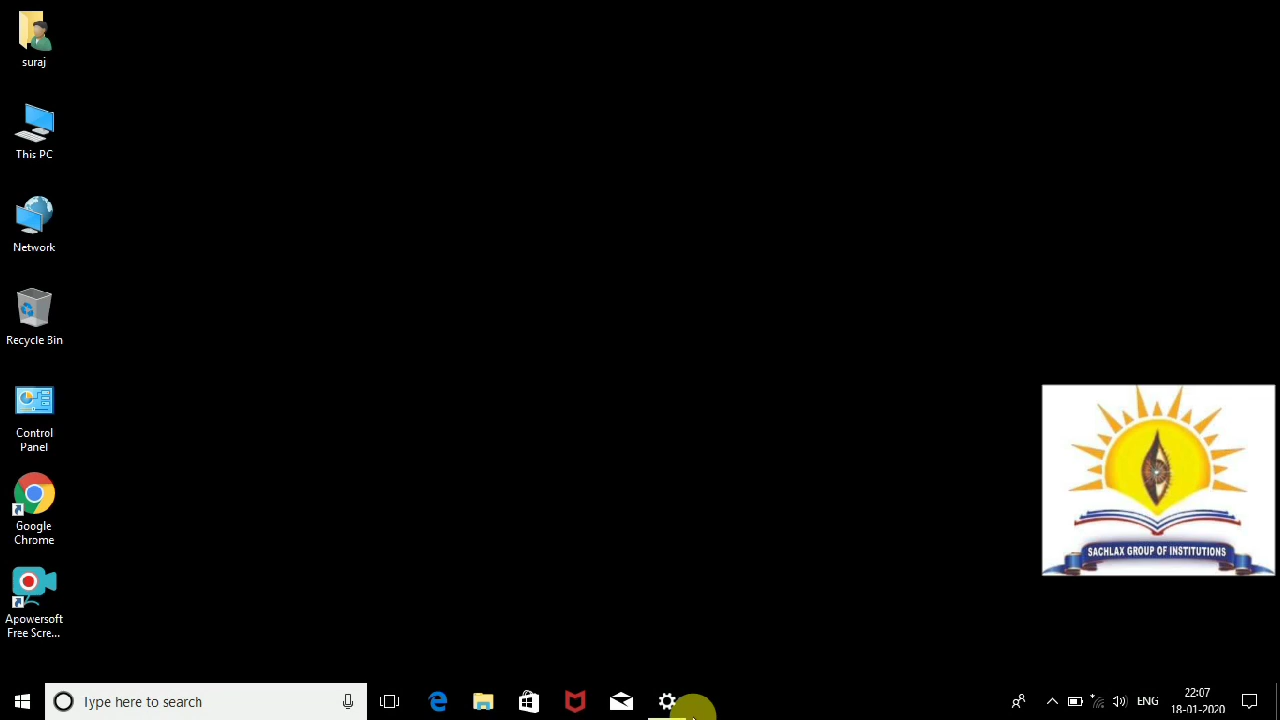 suraj
This PC
Network
Recycle Bin
Control
Panel
Google
Chrome
Apowersoft
Free Scre...
SACHLAX GROUP OF INSTITUTIONS
Type here to search
ENG
22:07
18-01-2020